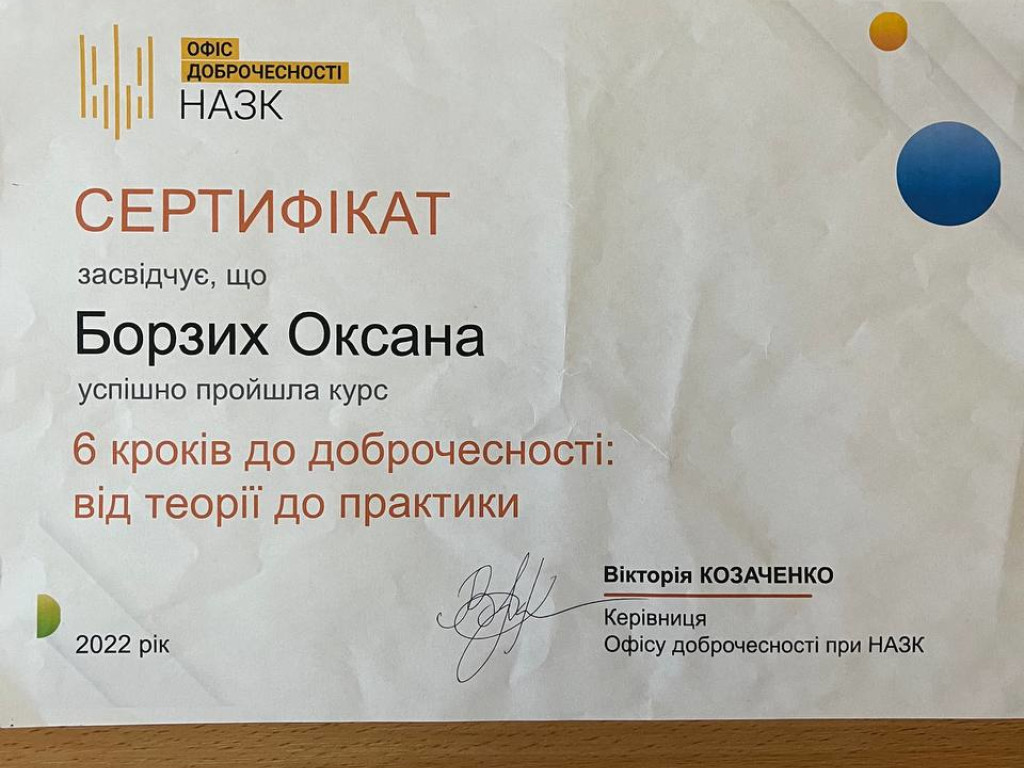 ОФІС
ДОБРОЧЕСНОСТІ
НАЗК
СЕРТИФІКАТ
засвідчує, що
Борзих Оксана
успішно пройшла курс
6 кроків до доброчесності:
від теорії до практики
Вікторія КОЗАЧЕНКО
Керівниця
Офісу доброчесності при НАЗК
2022 рік